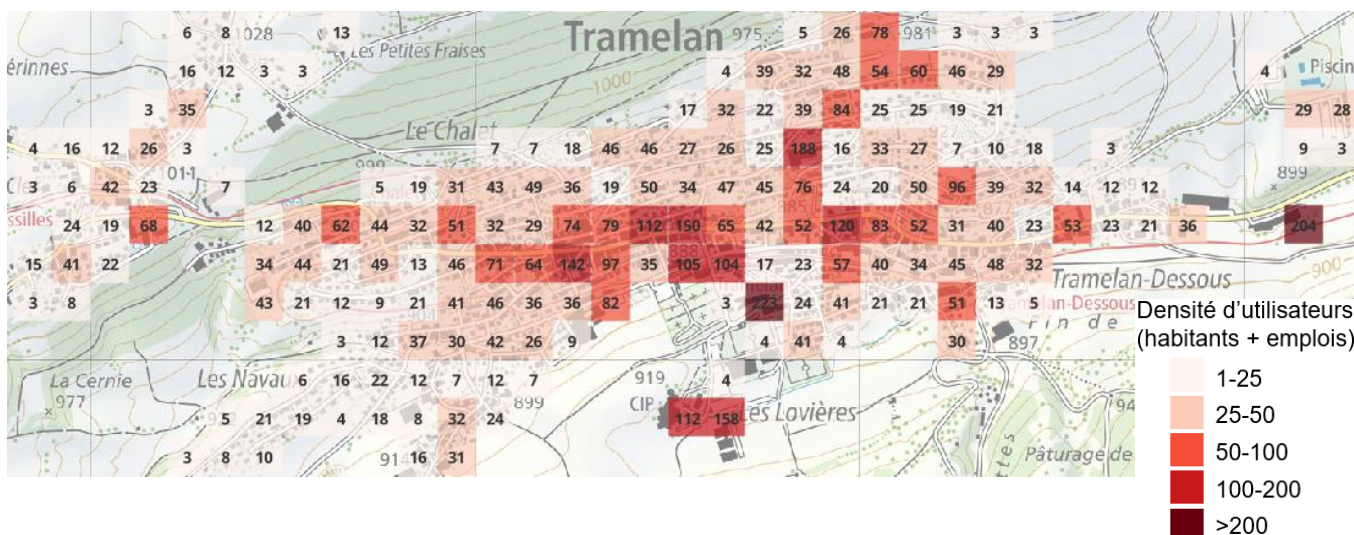 6 8 1028 13 Tramelan 975 5 26 78 981 3 3 3
Les Petites Fraises
érinnes 16 12 3 3 1000 4 39 32 48 54 60 46 29 4 Piscin
3 35 17 32 22 39 84 25 25 19 21 29 28
Le Chalet
4 16 12 26 3 7 7 18 46 46 27 26 25 188 16 33 27 7 10 18 3 9 3
1011 899
3 6 42 23 7 5 19 31 43 49 36 19 50 34 47 45 76 24 20 50 96 39 32 14 12 12
ssilles 24 19 68 12 40 62 44 32 51 32 29 74 79 112 150 65 42 52 120 83 52 31 40 23 53 23 21 36 204
15 41 22 34 44 21 49 13 46 71 64 142 97 35 105 104 17 23 57 40 34 45 48 32 900
Tramelan-Dessous
3 8 43 21 12 9 21 41 46 36 36 82 3 223 24 41 21 21 51 13 5
Tramelan-Dessous
Fin de
3 12 37 30 42 26 9 4 41 4 30 897
La Cernie Les Navaux 6 16 22 12 7 12 7 919 4
977 899 CIP
5 21 19 4 18 8 32 24 112 158 Les Lovières
3 8 10 914 16 31 Pâturage de
Densité d’utilisateurs
(habitants + emplois)
1-25
25-50
50-100
100-200
>200